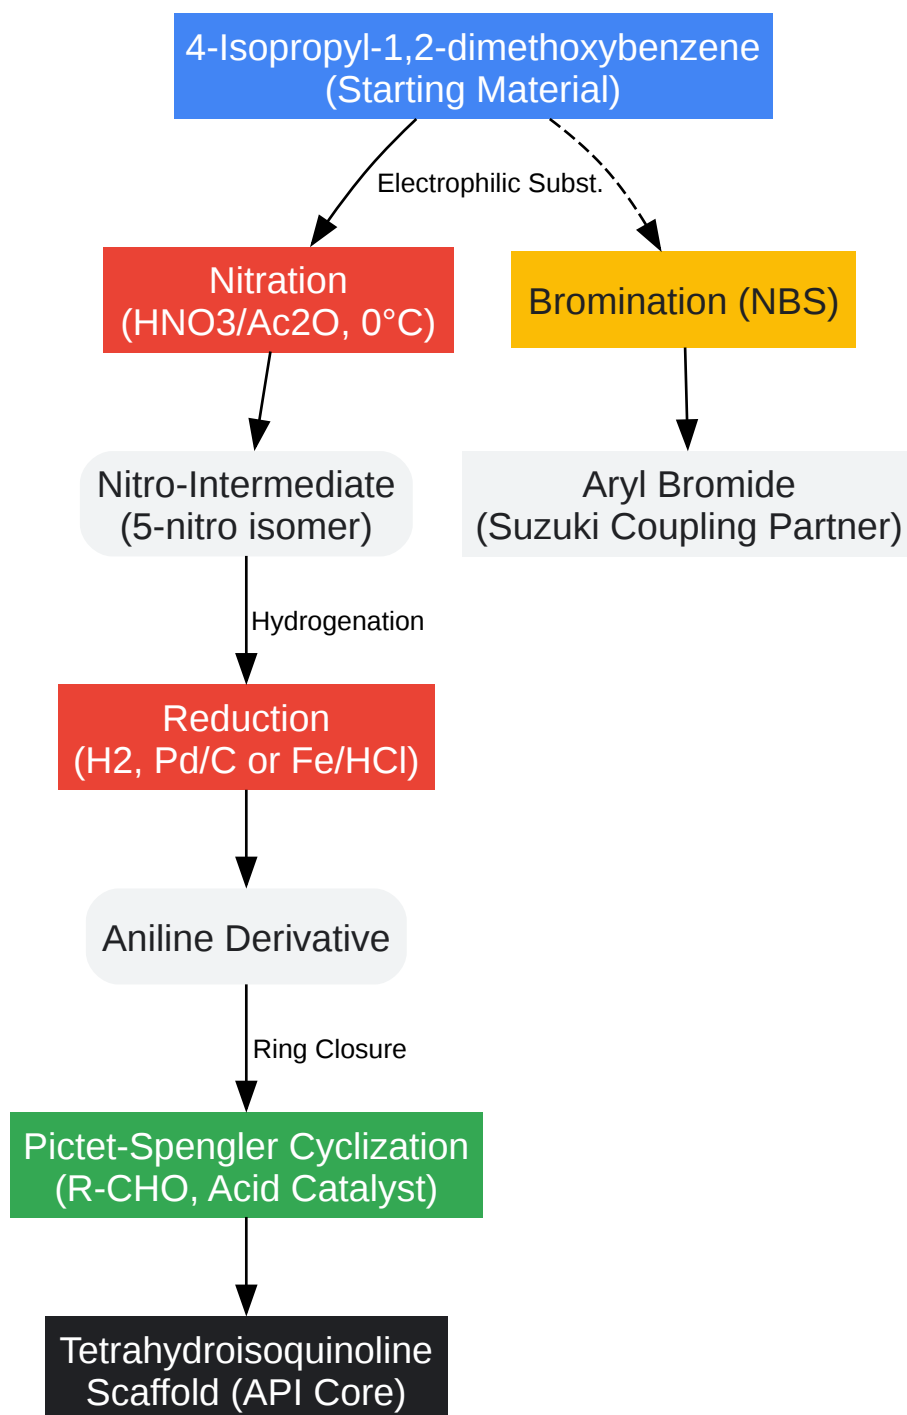 4-Isopropyl-1,2-dimethoxybenzene
(Starting Material)
Electrophilic Subst.
Nitration
(HNO3/Ac2O, 0°C)
Bromination (NBS)
Nitro-Intermediate
(5-nitro isomer)
Aryl Bromide
(Suzuki Coupling Partner)
Hydrogenation
Reduction
(H2, Pd/C or Fe/HCl)
Aniline Derivative
Ring Closure
Pictet-Spengler Cyclization
(R-CHO, Acid Catalyst)
Tetrahydroisoquinoline
Scaffold (API Core)